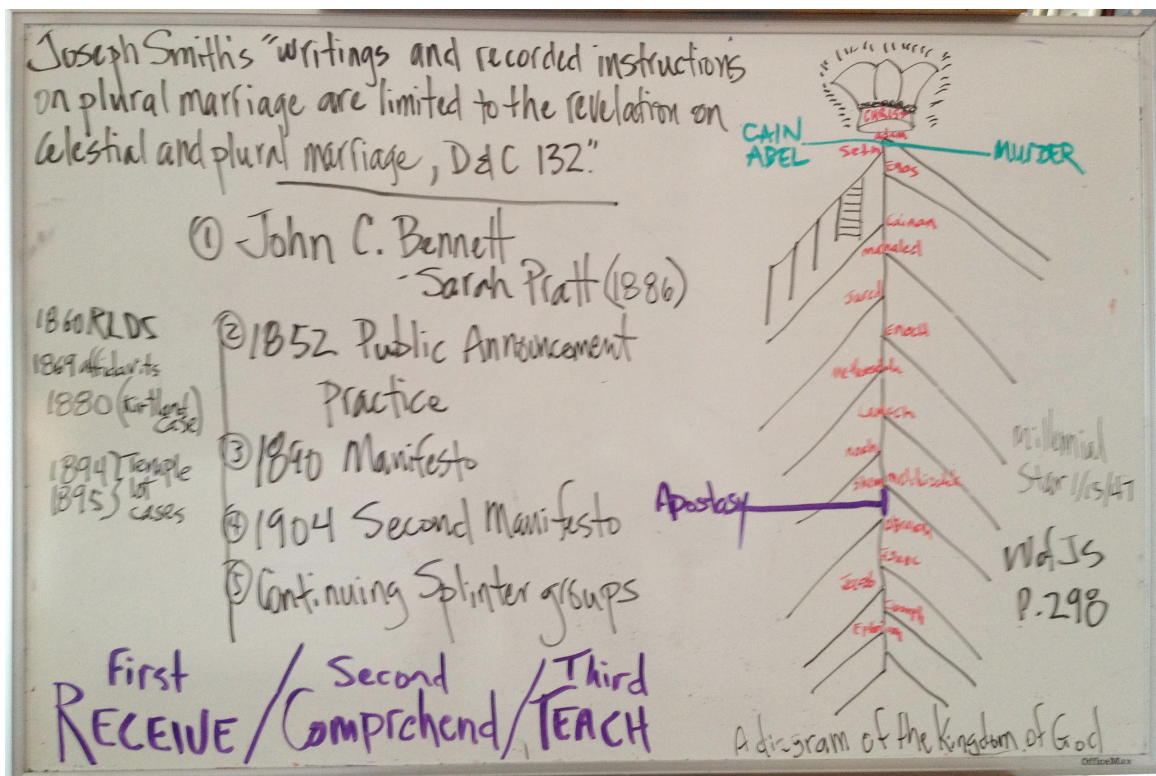 Joseph Smith's "writings and recorded instructions
on plural marriage are limited to the revelation on
Celestial and plural marriage, D&C 132."
① John C. Bennett
- Sarah Pratt (1886)
② 1852 Public Announcement
Practice
③ 1890 Manifesto
④ 1904 Second Manifesto
⑤ Continuing Splinter groups
1860 RLDS
1869 affidavits
1880 (Kirtland
Case)
1894 } Temple
1895 } Lot
cases
First / Second / Third
RECEIVE / Comprehend / TEACH
CHRIST
Adam
CAIN
ABEL
MURDER
Seth
Enos
Cainan
Mahaleel
Jared
Enoch
Methuselah
Lamech
Noah
Shem Melchizedek
Apostasy
Abraham
Isaac
Jacob
Joseph
Ephraim
Millennial
Star 1/15/47
WofJS
P. 298
A diagram of the Kingdom of God
OfficeMax